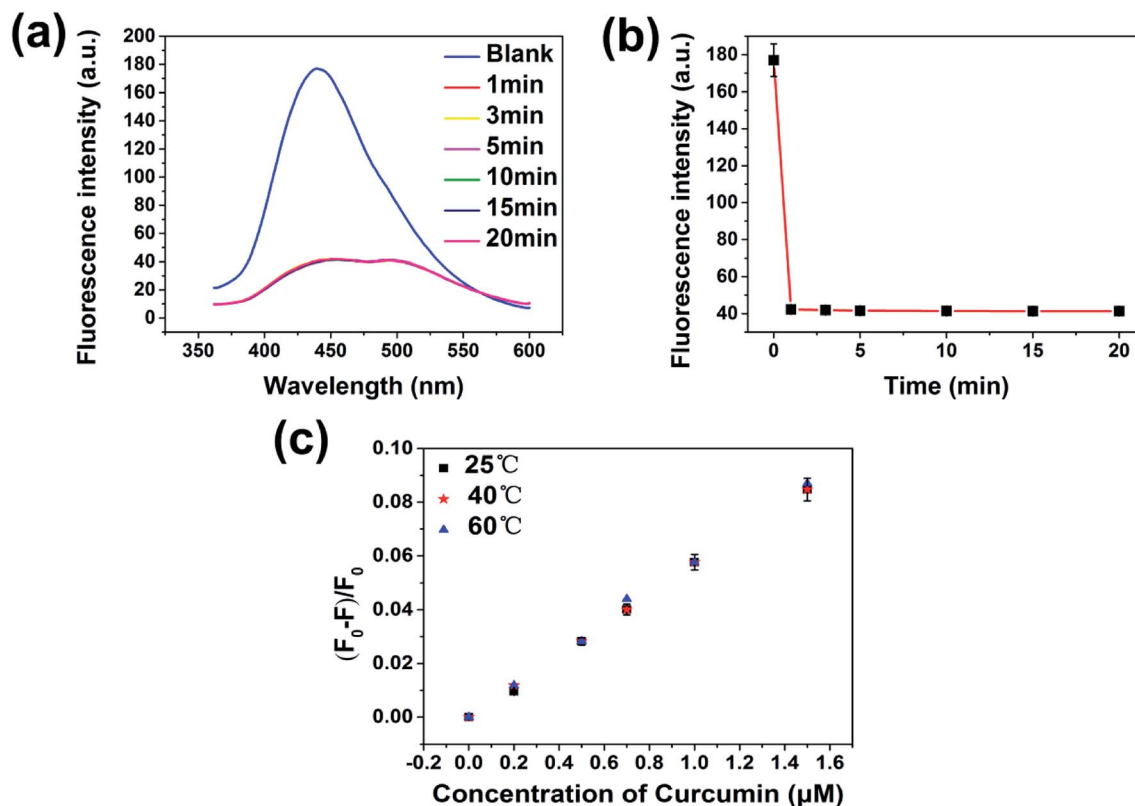 (a)
Fluorescence intensity (a.u.)
200
180
160
140
120
100
80
60
40
20
0
Blank
1min
3min
5min
10min
15min
20min
350 400 450 500 550 600
Wavelength (nm)
(b)
Fluorescence intensity (a.u.)
180
160
140
120
100
80
60
40
0 5 10 15 20
Time (min)
(c)
(F₀-F)/F₀
0.10
0.08
0.06
0.04
0.02
0.00
25℃
40℃
60℃
-0.2 0.0 0.2 0.4 0.6 0.8 1.0 1.2 1.4 1.6
Concentration of Curcumin (μM)